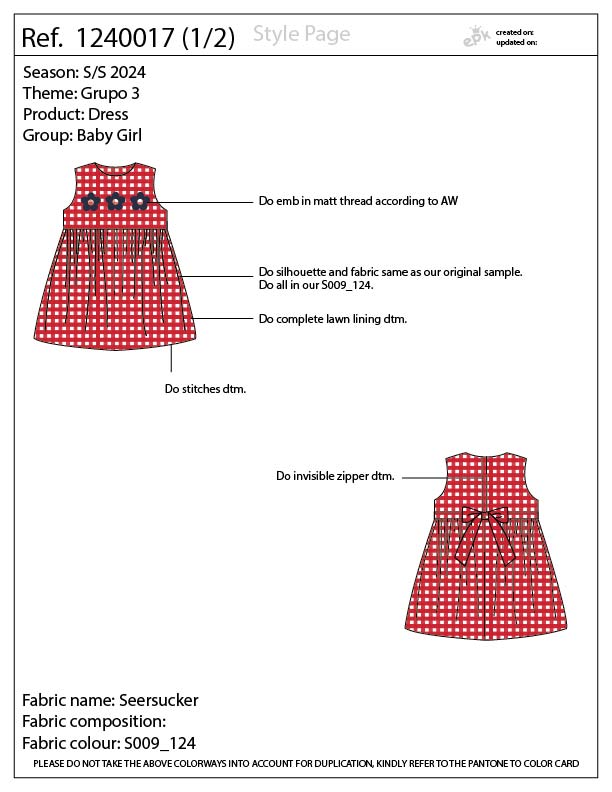 Ref. 1240017 (1/2)
Style Page
epk
created on:
updated on:
Season: S/S 2024
Theme: Grupo 3
Product: Dress
Group: Baby Girl
Do emb in matt thread according to AW
Do silhouette and fabric same as our original sample.
Do all in our S009_124.
Do complete lawn lining dtm.
Do stitches dtm.
Do invisible zipper dtm.
Fabric name: Seersucker
Fabric composition:
Fabric colour: S009_124
PLEASE DO NOT TAKE THE ABOVE COLORWAYS INTO ACCOUNT FOR DUPLICATION, KINDLY REFER TO THE PANTONE TO COLOR CARD